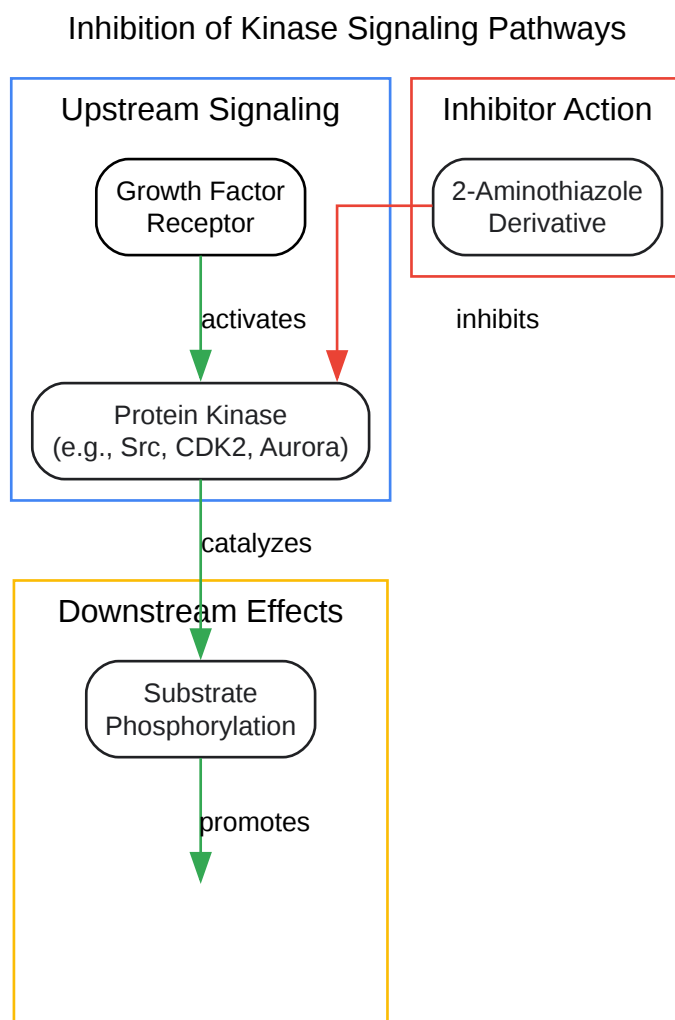 Inhibition of Kinase Signaling Pathways
Upstream Signaling
Inhibitor Action
Growth Factor
Receptor
2-Aminothiazole
Derivative
activates
inhibits
Protein Kinase
(e.g., Src, CDK2, Aurora)
catalyzes
Downstream Effects
Substrate
Phosphorylation
promotes